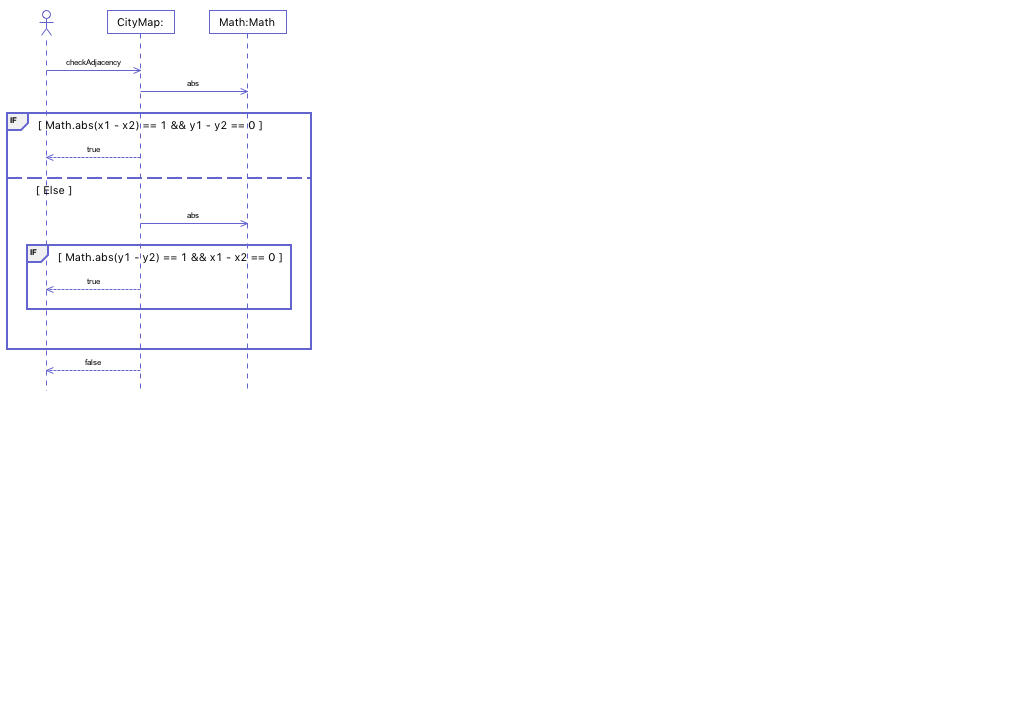 CityMap:
Math:Math
checkAdjacency
abs
IF
[ Math.abs(x1 - x2) == 1 && y1 - y2 == 0 ]
true
[ Else ]
abs
IF
[ Math.abs(y1 - y2) == 1 && x1 - x2 == 0 ]
true
false